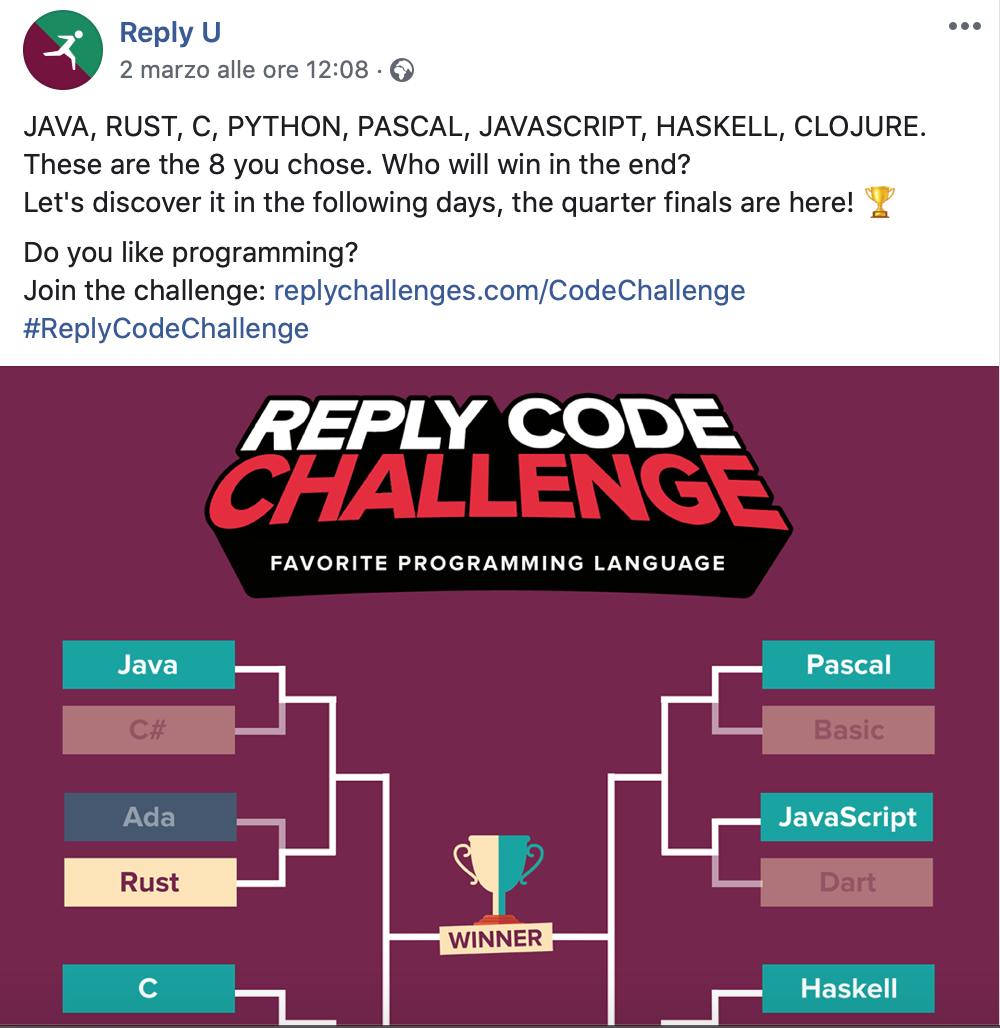 Reply U
2 marzo alle ore 12:08 ·
JAVA, RUST, C, PYTHON, PASCAL, JAVASCRIPT, HASKELL, CLOJURE.
These are the 8 you chose. Who will win in the end?
Let's discover it in the following days, the quarter finals are here! 🏆
Do you like programming?
Join the challenge: replychallenges.com/CodeChallenge
#ReplyCodeChallenge
REPLY CODE
CHALLENGE
FAVORITE PROGRAMMING LANGUAGE
Java
C#
Ada
Rust
C
WINNER
Pascal
Basic
JavaScript
Dart
Haskell